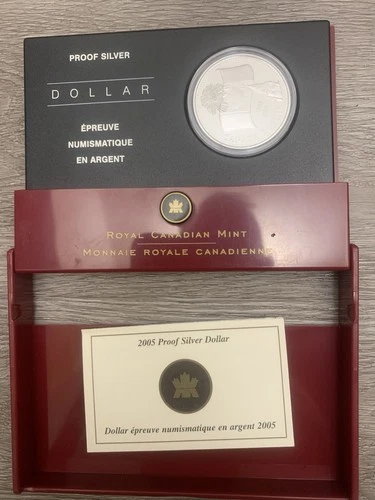 PROOF SILVER
DOLLAR
ÉPREUVE
NUMISMATIQUE
EN ARGENT
ROYAL CANADIAN MINT
MONNAIE ROYALE CANADIENNE
2005 Proof Silver Dollar
Dollar épreuve numismatique en argent 2005